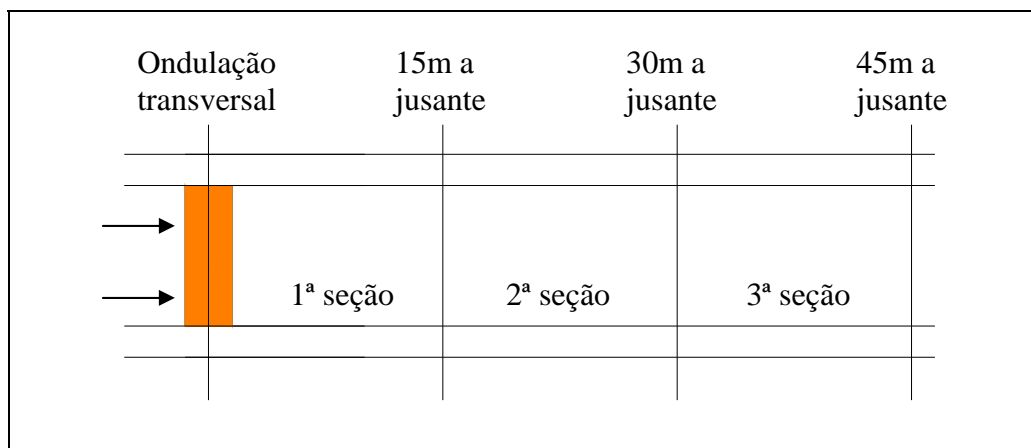 Ondulação
transversal
15m a
jusante
30m a
jusante
45m a
jusante
1ª seção
2ª seção
3ª seção